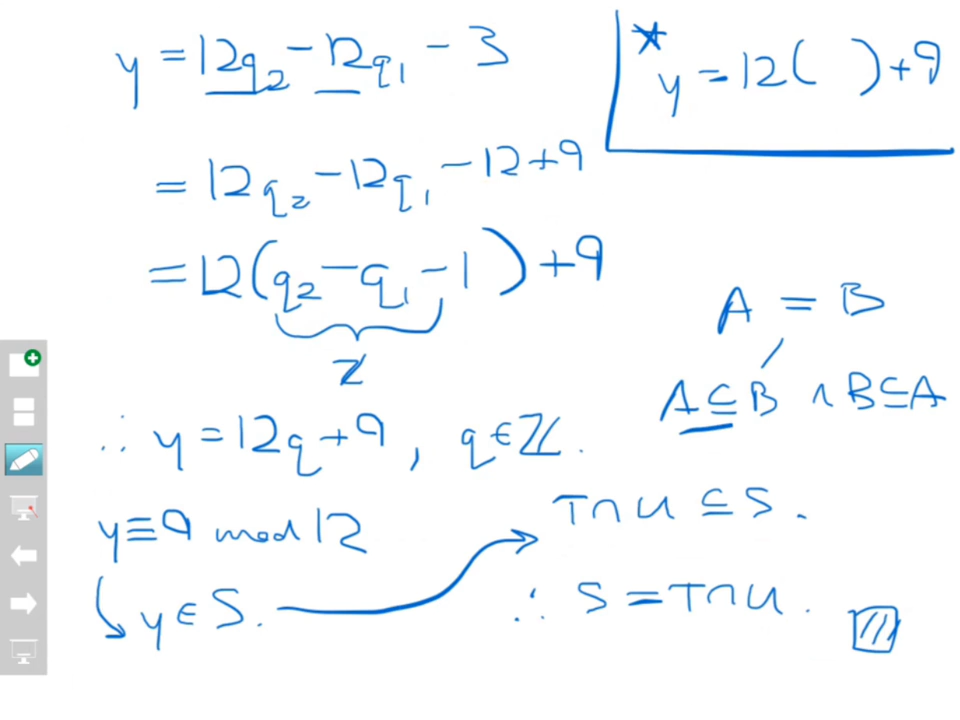 y = 12q₂ - 12q₁ - 3
* y = 12( ) + 9
= 12q₂ - 12q₁ - 12 + 9
= 12(q₂ - q₁ - 1) + 9
ℤ
A = B
A ⊆ B ∧ B ⊆ A
∴ y = 12q + 9, q ∈ ℤ.
T ∩ U ⊆ S.
y ≡ 9 mod 12
y ∈ S.
∴ S = T ∩ U.